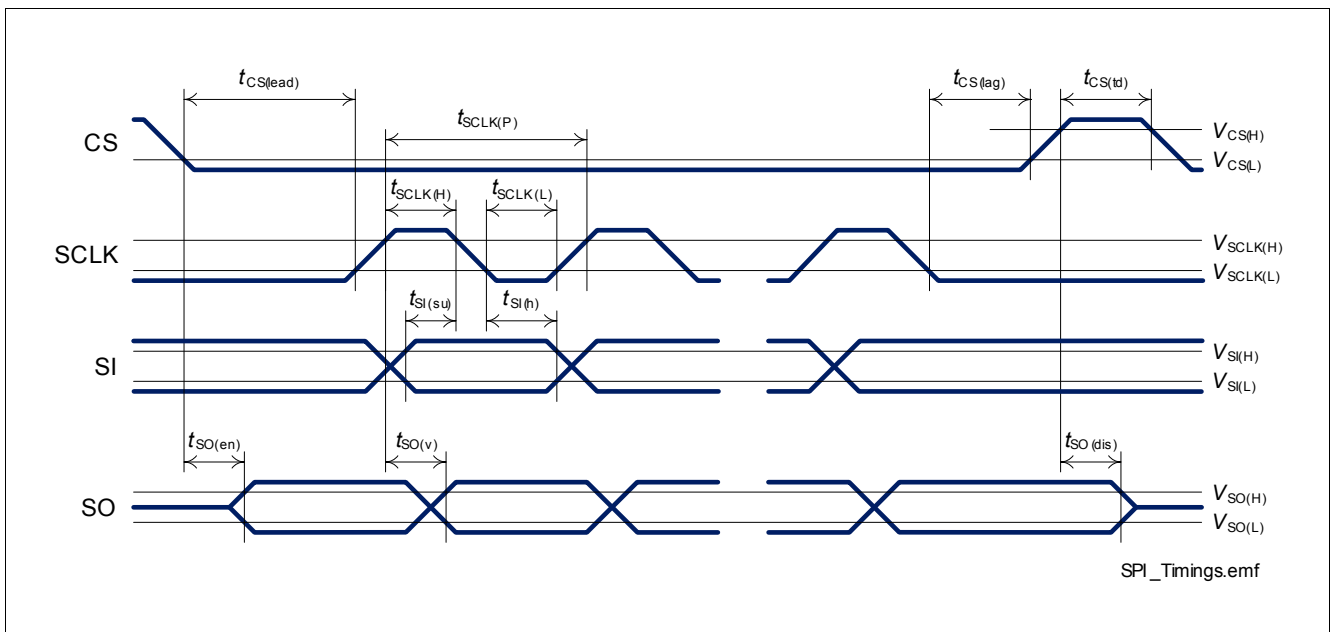 tCS(lead)
tCS(lag)
tCS(td)
tSCLK(P)
CS
VCS(H)
VCS(L)
tSCLK(H)
tSCLK(L)
SCLK
VSCLK(H)
VSCLK(L)
tSI(su)
tSI(h)
SI
VSI(H)
VSI(L)
tSO(en)
tSO(v)
tSO(dis)
SO
VSO(H)
VSO(L)
SPI_Timings.emf